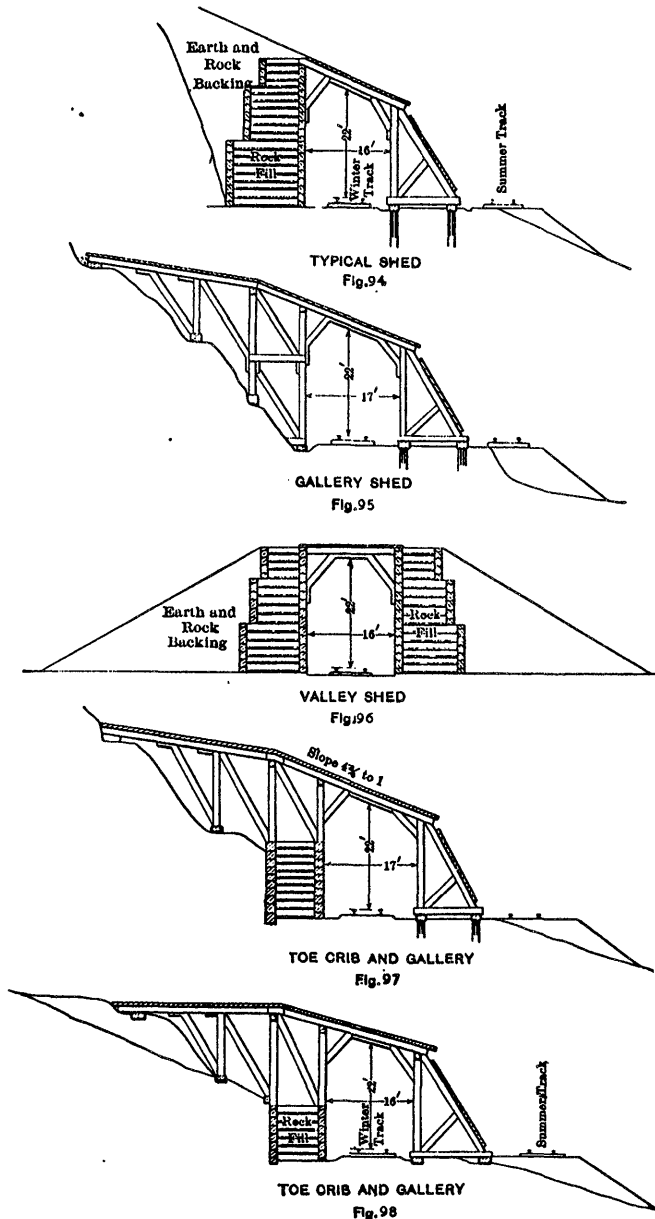 Earth and
Rock
Backing
Rock
Fill
22'
16'
Winter
Track
Summer Track
TYPICAL SHED
Fig.94
22'
17'
GALLERY SHED
Fig.95
Earth and
Rock
Backing
22'
16'
Rock
Fill
VALLEY SHED
Fig.96
Slope to 1
22'
17'
TOE CRIB AND GALLERY
Fig.97
Rock
Fill
22'
16'
Winter
Track
Summer Track
TOE CRIB AND GALLERY
Fig.98